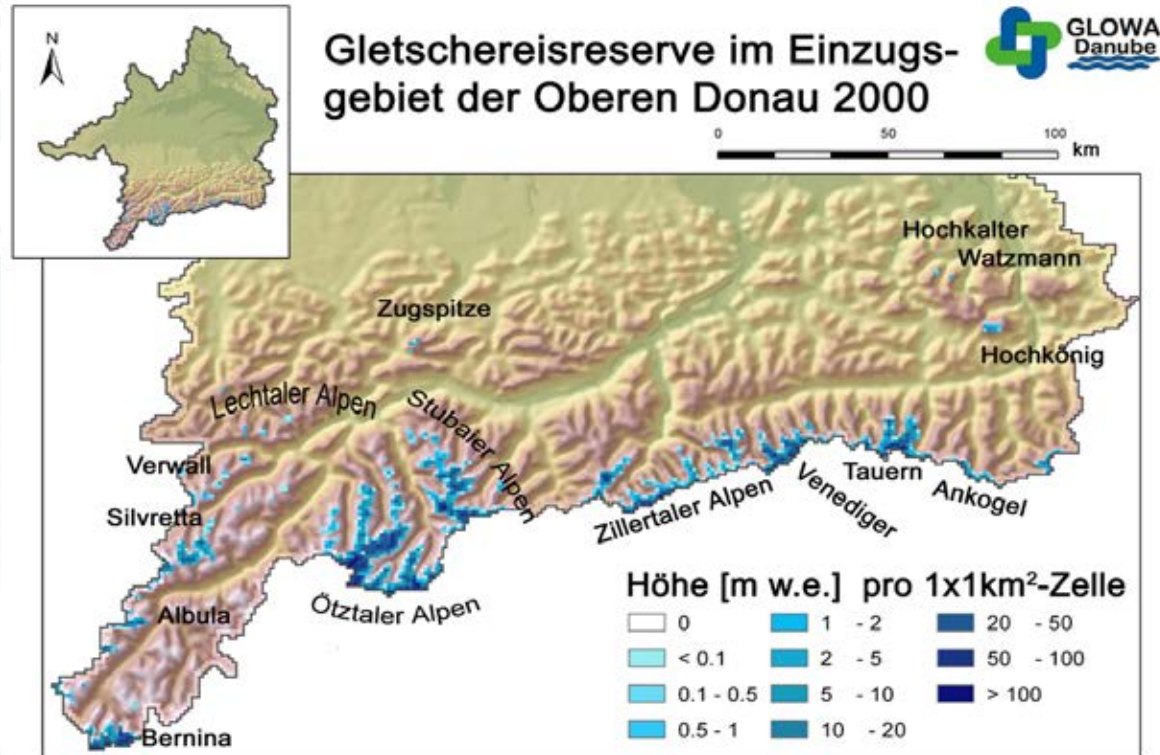 N
Gletschereisreserve im Einzugs-
gebiet der Oberen Donau 2000
GLOWA
Danube
0 50 100
km
Hochkalter
Watzmann
Zugspitze
Hochkönig
Lechtaler Alpen
Stubaier Alpen
Verwall
Silvretta
Tauern
Venediger
Ankogel
Zillertaler Alpen
Ötztaler Alpen
Albula
Bernina
Höhe [m w.e.] pro 1x1km²-Zelle
0 1 - 2 20 - 50
< 0.1 2 - 5 50 - 100
0.1 - 0.5 5 - 10 > 100
0.5 - 1 10 - 20